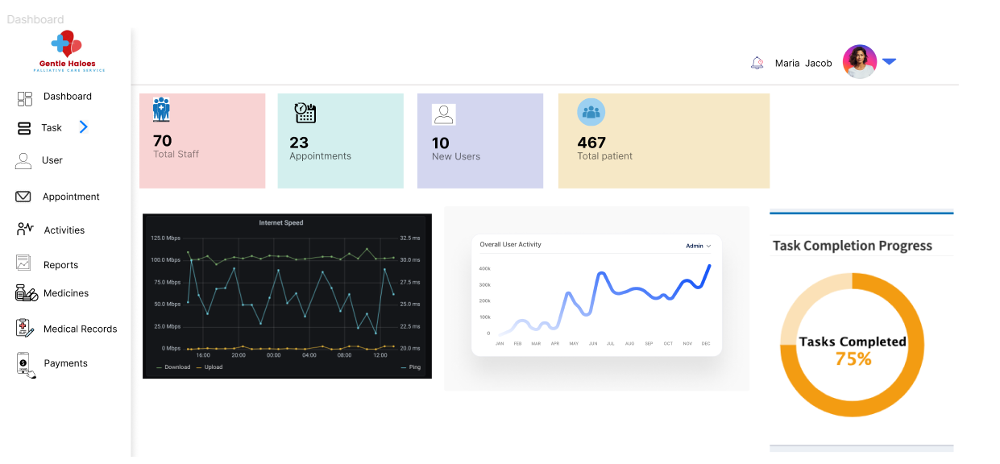 Dashboard
Gentle Haloes
PALLIATIVE CARE SERVICE
Maria Jacob
Dashboard
Task
User
Appointment
Activities
Reports
Medicines
Medical Records
Payments
70
Total Staff
23
Appointments
10
New Users
467
Total patient
Internet Speed
125.0 Mbps 32.5 ms
100.0 Mbps 30.0 ms
75.0 Mbps 27.5 ms
50.0 Mbps 25.0 ms
25.0 Mbps 22.5 ms
0 Mbps 20.0 ms
16:00 20:00 00:00 04:00 08:00 12:00
Download Upload Ping
Overall User Activity Admin
400k
300k
200k
100k
0
JAN FEB MAR APR MAY JUN JUL AUG SEP OCT NOV DEC
Task Completion Progress
Tasks Completed
75%